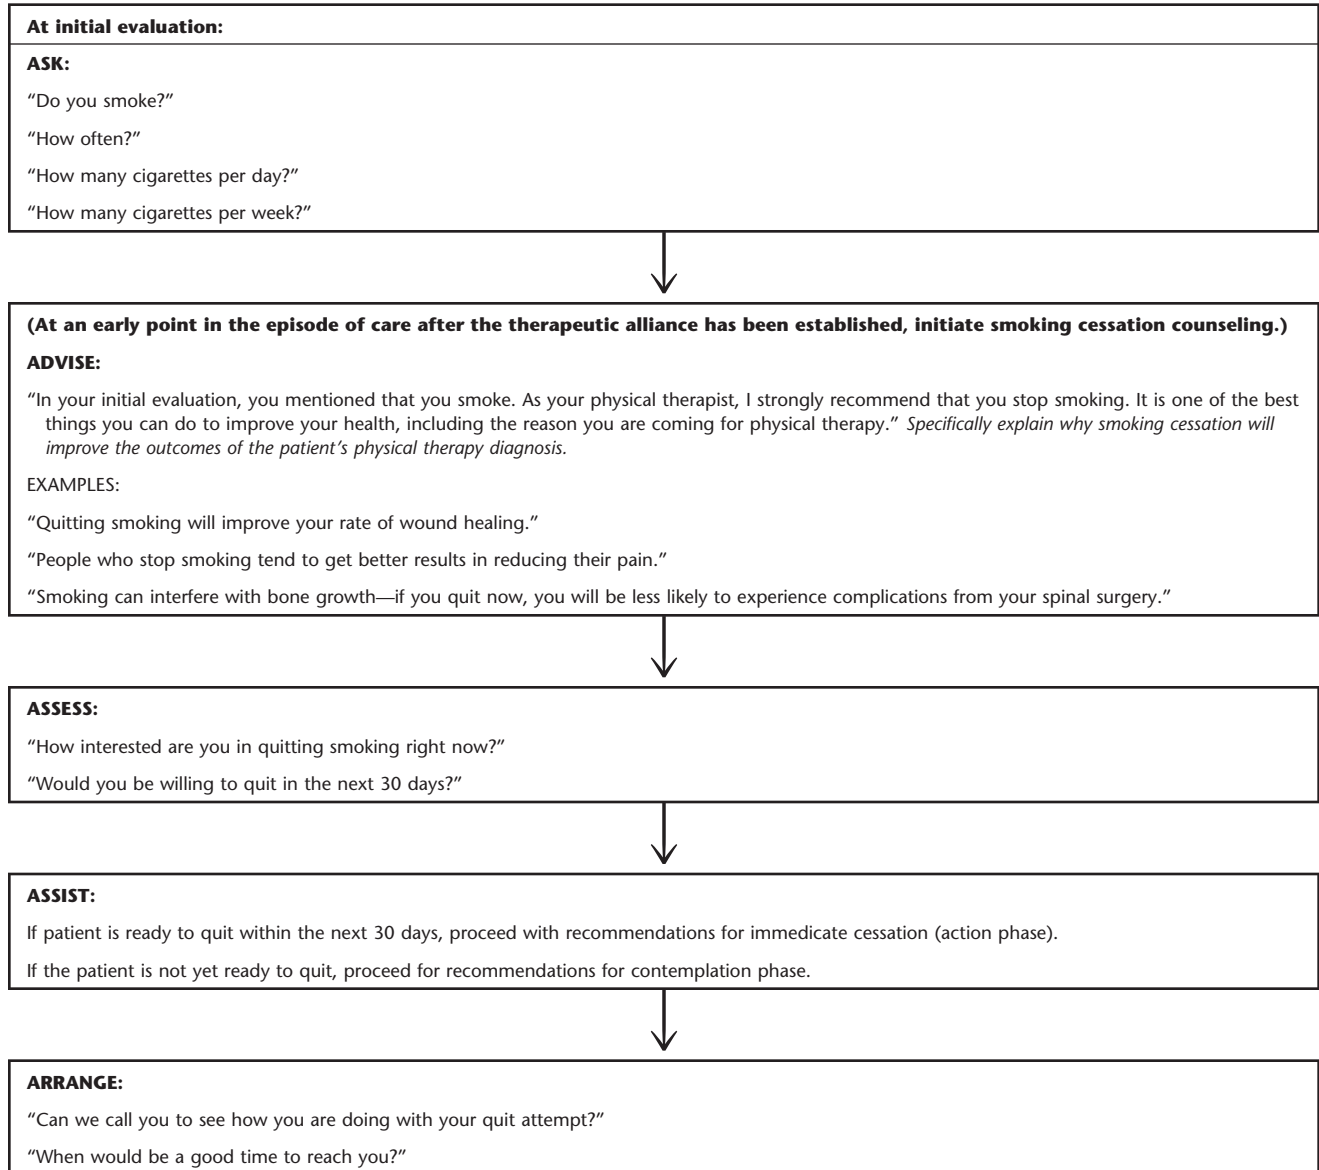 At initial evaluation:
ASK:
“Do you smoke?”
“How often?”
“How many cigarettes per day?”
“How many cigarettes per week?”
(At an early point in the episode of care after the therapeutic alliance has been established, initiate smoking cessation counseling.)
ADVISE:
“In your initial evaluation, you mentioned that you smoke. As your physical therapist, I strongly recommend that you stop smoking. It is one of the best
things you can do to improve your health, including the reason you are coming for physical therapy.” Specifically explain why smoking cessation will
improve the outcomes of the patient’s physical therapy diagnosis.
EXAMPLES:
“Quitting smoking will improve your rate of wound healing.”
“People who stop smoking tend to get better results in reducing their pain.”
“Smoking can interfere with bone growth—if you quit now, you will be less likely to experience complications from your spinal surgery.”
ASSESS:
“How interested are you in quitting smoking right now?”
“Would you be willing to quit in the next 30 days?”
ASSIST:
If patient is ready to quit within the next 30 days, proceed with recommendations for immedicate cessation (action phase).
If the patient is not yet ready to quit, proceed for recommendations for contemplation phase.
ARRANGE:
“Can we call you to see how you are doing with your quit attempt?”
“When would be a good time to reach you?”